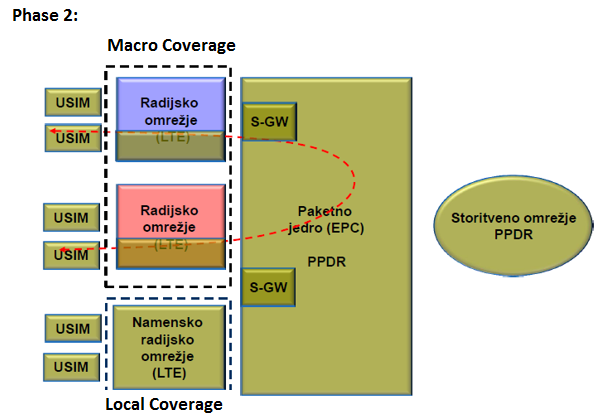 Phase 2:
Macro Coverage
USIM
USIM
Radijsko
omrežje
(LTE)
S-GW
USIM
USIM
Radijsko
omrežje
(LTE)
Paketno
jedro (EPC)
PPDR
S-GW
Storitveno omrežje
PPDR
USIM
USIM
Namensko
radijsko
omrežje
(LTE)
Local Coverage